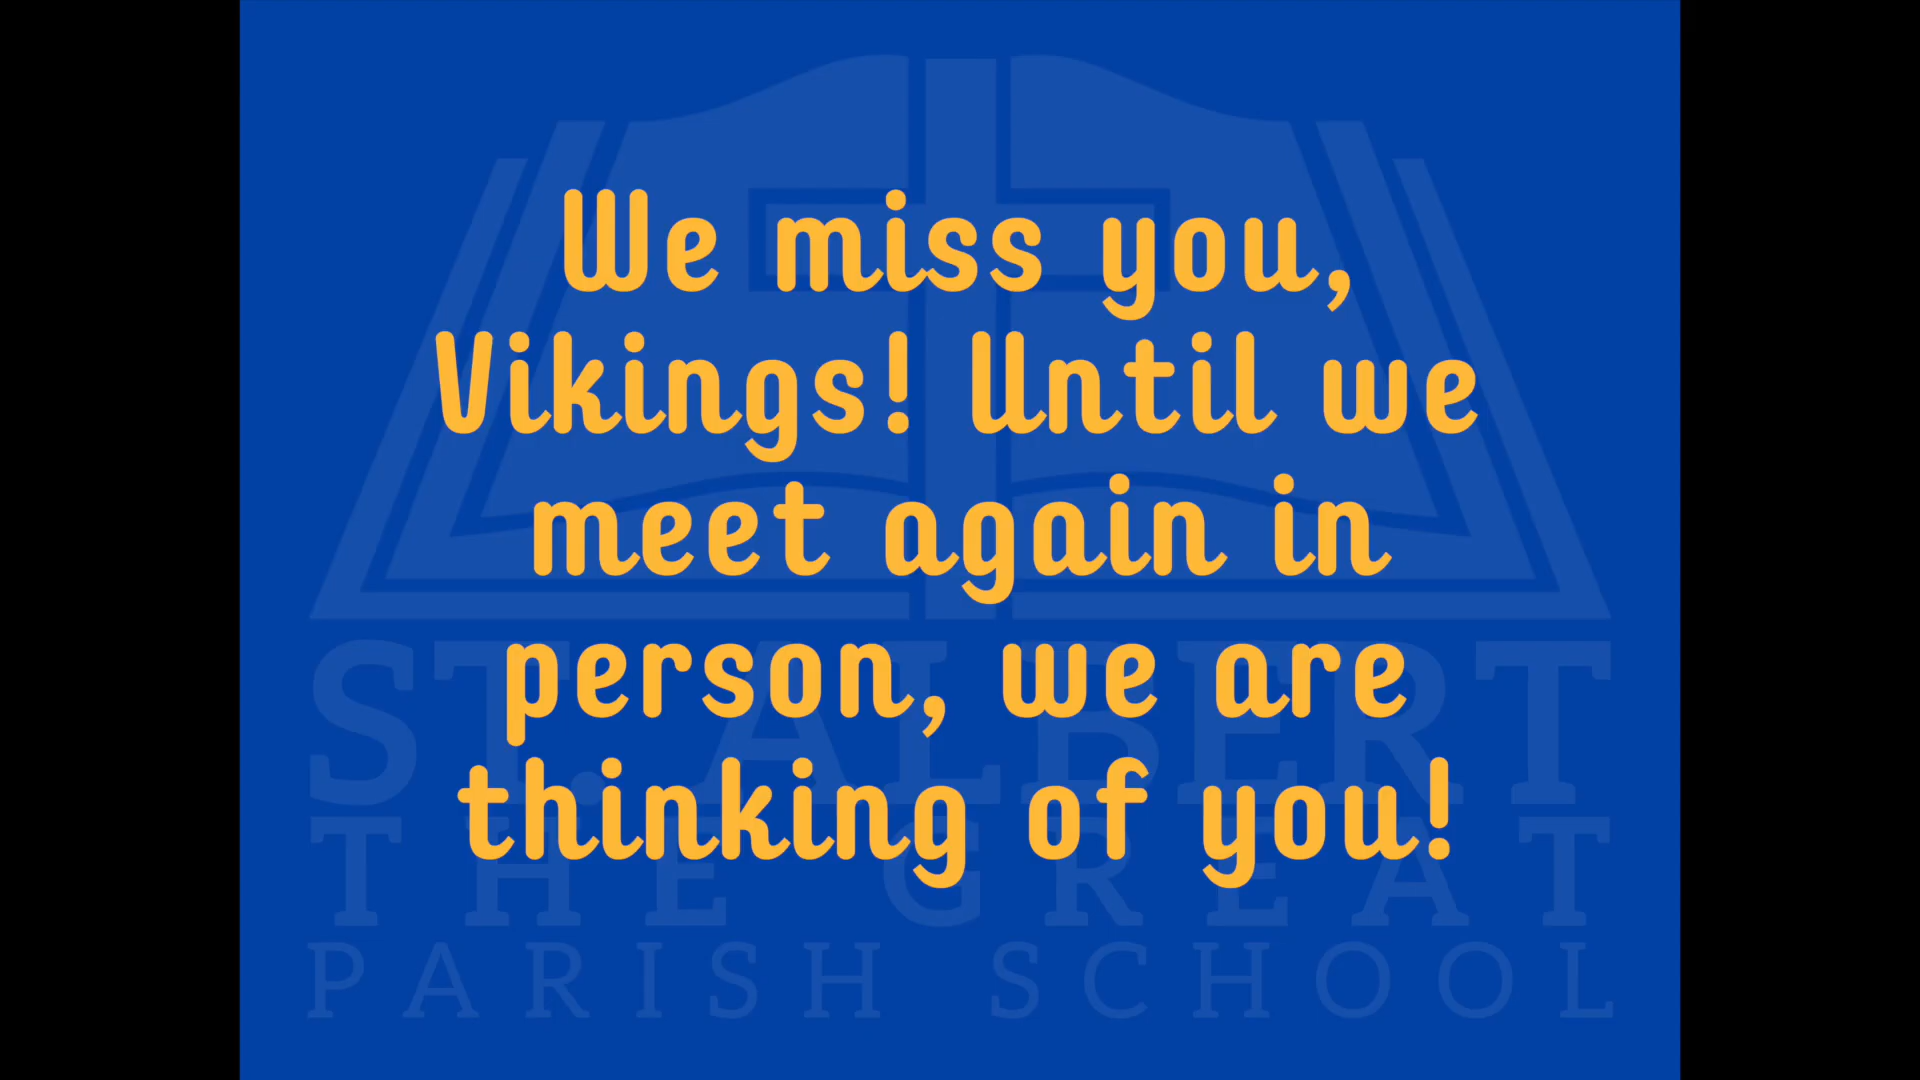 We miss you,
Vikings! Until we
meet again in
person, we are
thinking of you!
ST. ALBERT
THE GREAT
PARISH SCHOOL